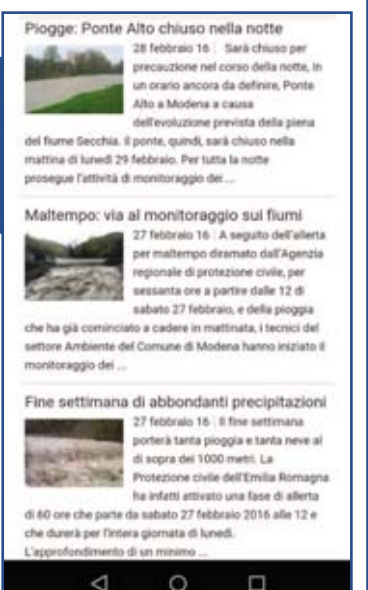 Piogge: Ponte Alto chiuso nella notte
28 febbraio 16 | Sarà chiuso per
precauzione nel corso della notte, in
un orario ancora da definire, Ponte
Alto a Modena a causa
dell'evoluzione prevista della piena
del fiume Secchia. Il ponte, quindi, sarà chiuso nella
mattina di lunedì 29 febbraio. Per tutta la notte
prosegue l'attività di monitoraggio dei ...
Maltempo: via al monitoraggio sui fiumi
27 febbraio 16 | A seguito dell'allerta
per maltempo diramato dall'Agenzia
regionale di protezione civile, per
sessanta ore a partire dalle 12 di
sabato 27 febbraio, e della pioggia
che ha già cominciato a cadere in mattinata, i tecnici del
settore Ambiente del Comune di Modena hanno iniziato il
monitoraggio dei ...
Fine settimana di abbondanti precipitazioni
27 febbraio 16 | Il fine settimana
porterà tanta pioggia e tanta neve al
di sopra dei 1000 metri. La
Protezione civile dell'Emilia Romagna
ha infatti attivato una fase di allerta
di 60 ore che parte da sabato 27 febbraio 2016 alle 12 e
che durerà per l'intera giornata di lunedì.
L'approfondimento di un minimo ...